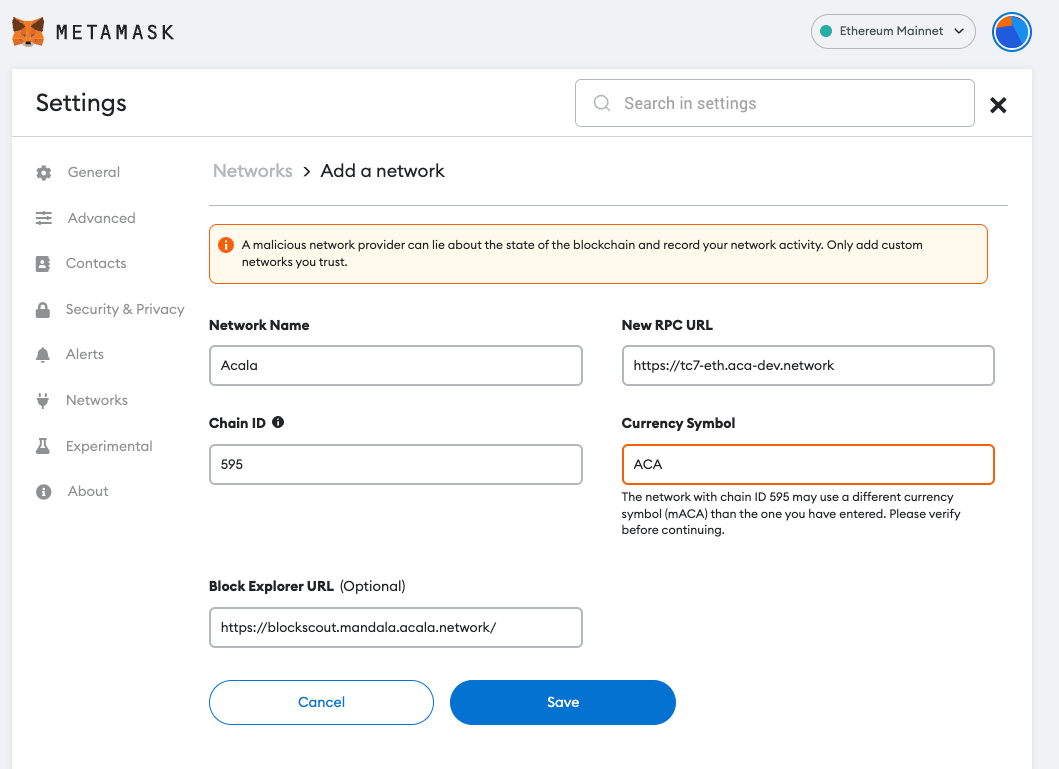 METAMASK
Ethereum Mainnet
Settings
Search in settings
General
Advanced
Contacts
Security & Privacy
Alerts
Networks
Experimental
About
Networks > Add a network
A malicious network provider can lie about the state of the blockchain and record your network activity. Only add custom
networks you trust.
Network Name
Acala
New RPC URL
https://tc7-eth.aca-dev.network
Chain ID
595
Currency Symbol
ACA
The network with chain ID 595 may use a different currency
symbol (mACA) than the one you have entered. Please verify
before continuing.
Block Explorer URL (Optional)
https://blockscout.mandala.acala.network/
Cancel
Save